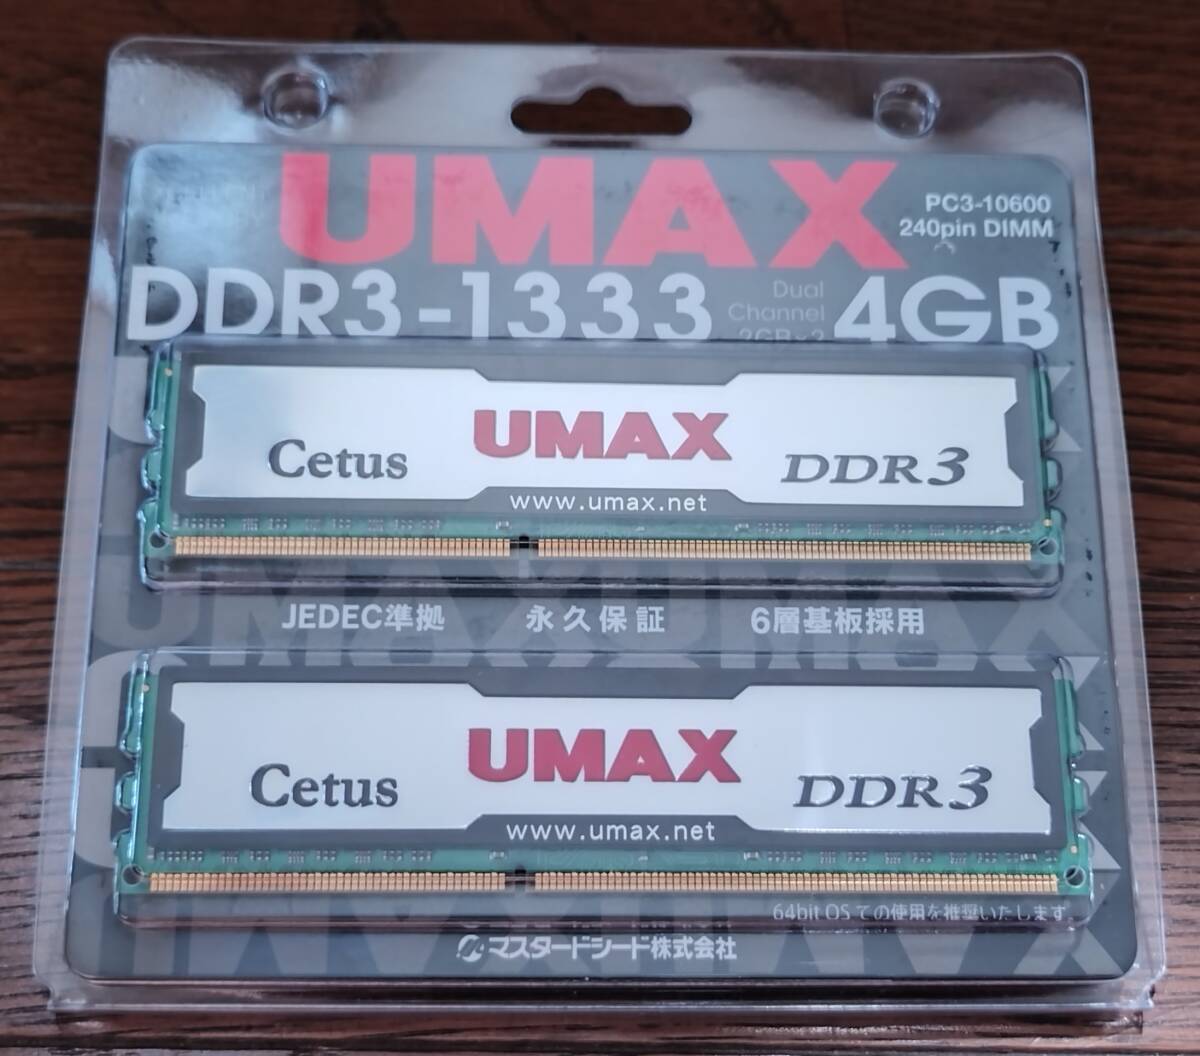 UMAX
PC3-10600
240pin DIMM
DDR3-1333
Dual
Channel
2GB×2
4GB
Cetus
UMAX
DDR3
www.umax.net
JEDEC準拠
永久保証
6層基板採用
Cetus
UMAX
DDR3
www.umax.net
64bit OS での使用を推奨いたします。
マスタードシード株式会社